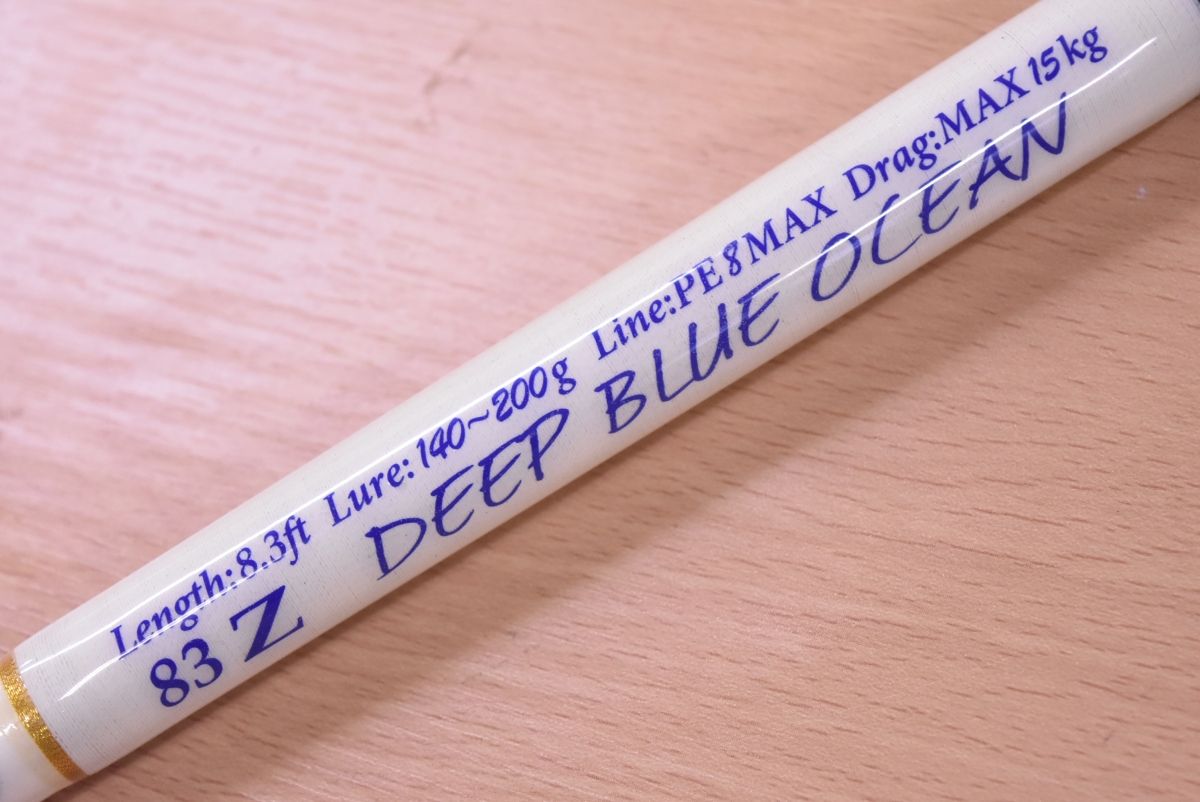 Length:8.3ft Lure:140~200g Line:PE8MAX Drag:MAX15kg
83Z DEEP BLUE OCEAN